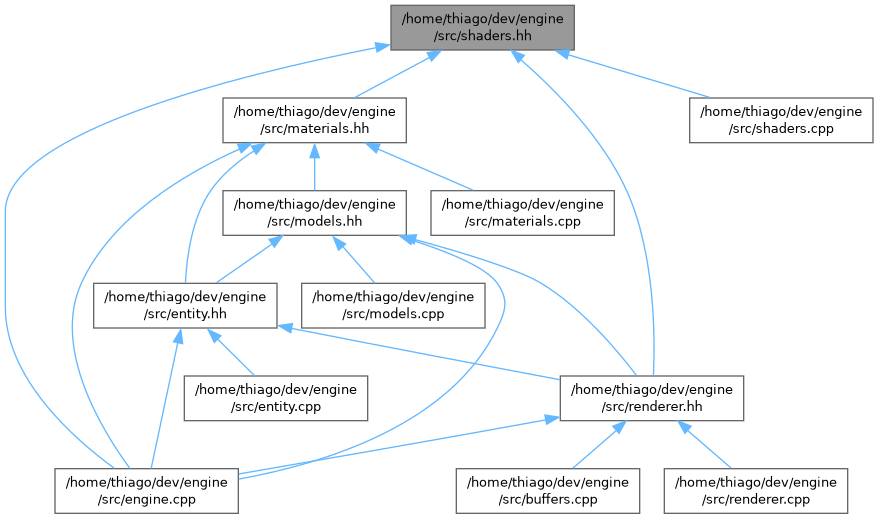 /home/thiago/dev/engine
/src/shaders.hh
/home/thiago/dev/engine
/src/materials.hh
/home/thiago/dev/engine
/src/shaders.cpp
/home/thiago/dev/engine
/src/models.hh
/home/thiago/dev/engine
/src/materials.cpp
/home/thiago/dev/engine
/src/entity.hh
/home/thiago/dev/engine
/src/models.cpp
/home/thiago/dev/engine
/src/entity.cpp
/home/thiago/dev/engine
/src/renderer.hh
/home/thiago/dev/engine
/src/engine.cpp
/home/thiago/dev/engine
/src/buffers.cpp
/home/thiago/dev/engine
/src/renderer.cpp